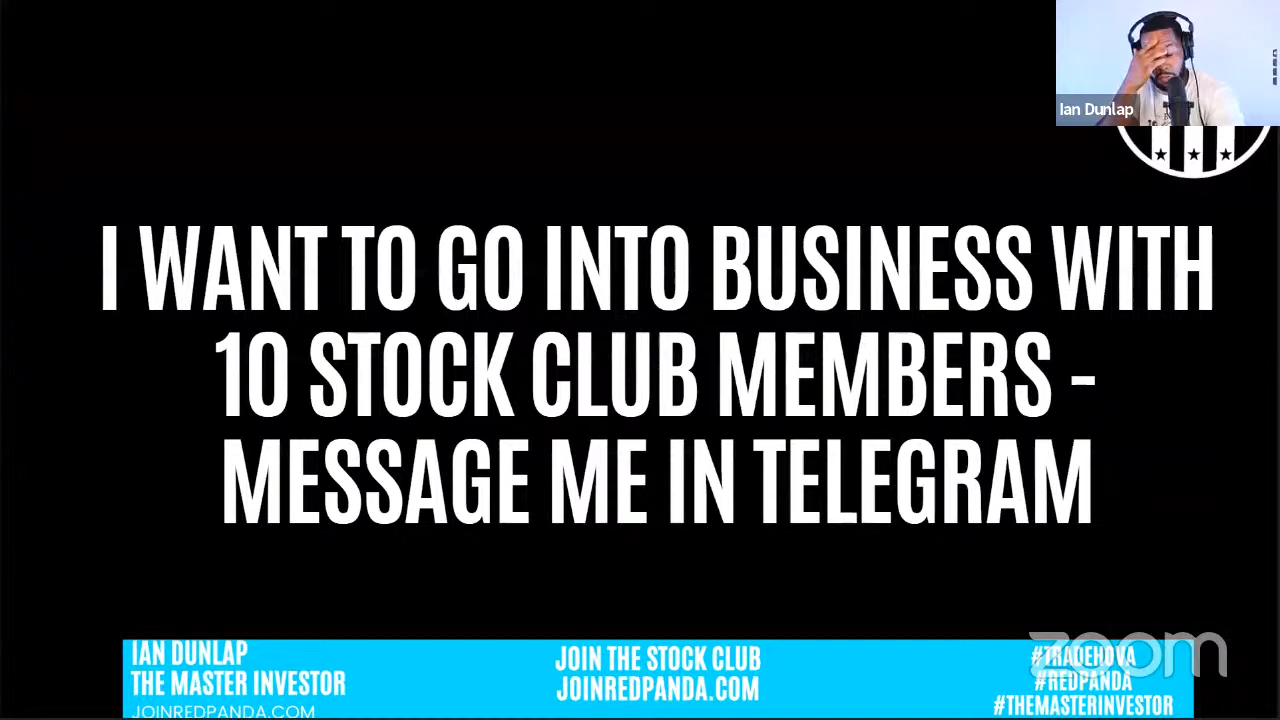 Ian Dunlap
I WANT TO GO INTO BUSINESS WITH
10 STOCK CLUB MEMBERS -
MESSAGE ME IN TELEGRAM
IAN DUNLAP
THE MASTER INVESTOR
JOINREDPANDA.COM
JOIN THE STOCK CLUB
JOINREDPANDA.COM
zoom
#TRADEHOVA
#REDPANDA
#THEMASTERINVESTOR